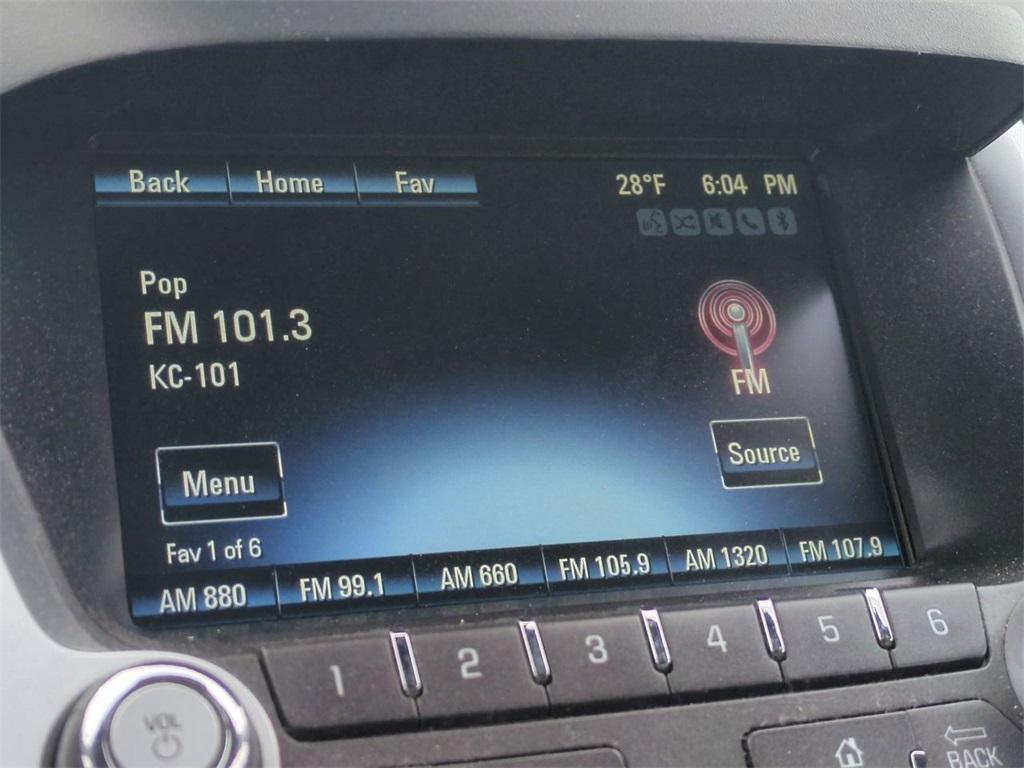 Back Home Fav 28°F 6:04 PM
Pop
FM 101.3
KC-101
FM
Menu
Source
Fav 1 of 6
AM 880 FM 99.1 AM 660 FM 105.9 AM 1320 FM 107.9
1 2 3 4 5 6
VOL
BACK